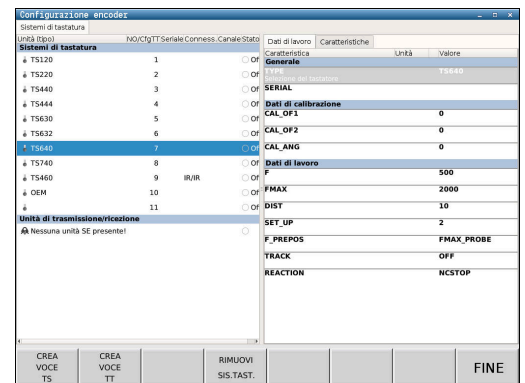 Configurazione encoder
Sistemi di tastatura
Unità (tipo) NO/CfgTT Seriale Conness. Canale Stato
Sistemi di tastatura
TS120 1 Of
TS220 2 Of
TS440 3 Of
TS444 4 Of
TS630 5 Of
TS632 6 Of
TS640 7 Of
TS740 8 Of
TS460 9 IR/IR Of
OEM 10 Of
11 Of
Unità di trasmissione/ricezione
Nessuna unità SE presente!
Dati di lavoro Caratteristiche
Caratteristica Unità Valore
Generale
TYPE TS640
Selezione del tastatore
SERIAL
Dati di calibrazione
CAL_OF1 0
CAL_OF2 0
CAL_ANG 0
Dati di lavoro
F 500
FMAX 2000
DIST 10
SET_UP 2
F_PREPOS FMAX_PROBE
TRACK OFF
REACTION NCSTOP
CREA VOCE TS
CREA VOCE TT
RIMUOVI SIS.TAST.
FINE